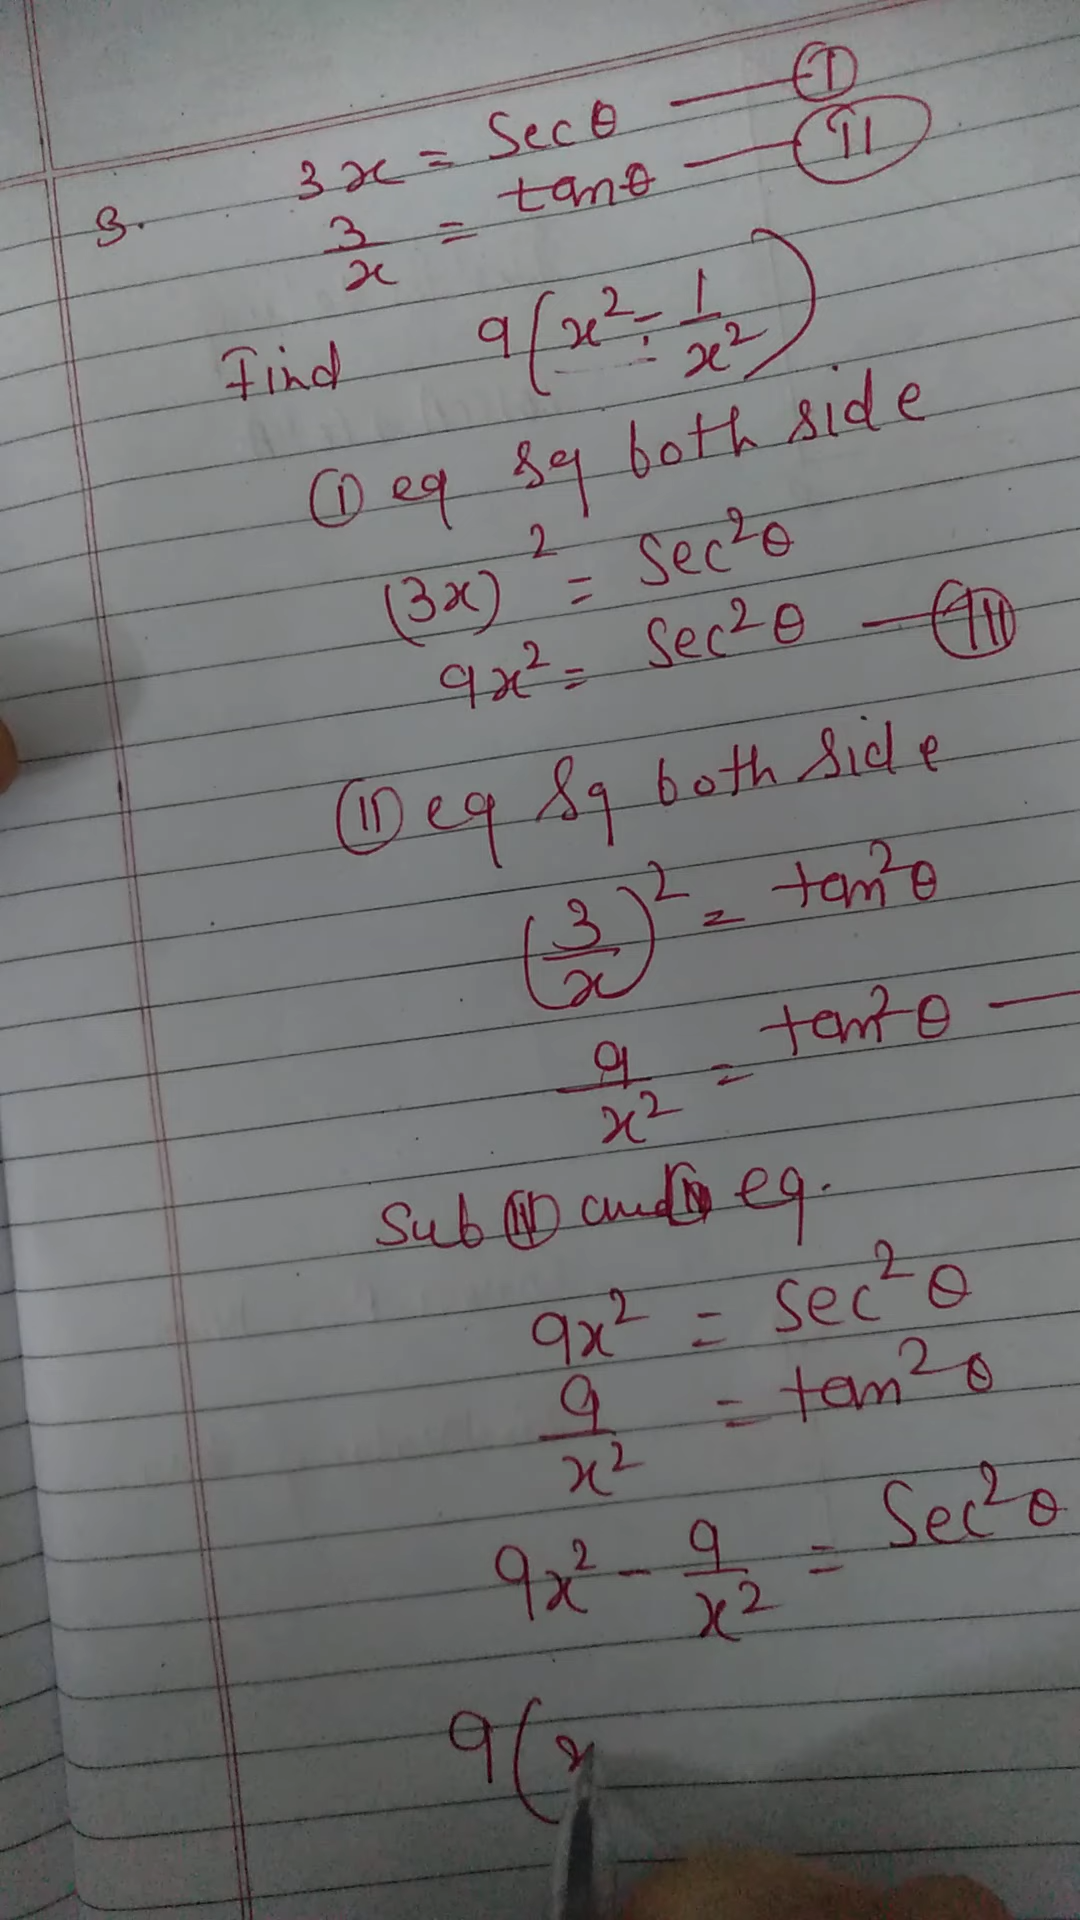 3x = Secθ — (I)
3. 3/x = tanθ — (II)
Find 9(x² - 1/x²)
(I) eq Sq both side
(3x)² = Sec²θ
9x² = Sec²θ — (III)
(II) eq Sq both side
(3/x)² = tan²θ
9/x² = tan²θ —
Sub (III) and (IV) eq.
9x² = Sec²θ
9/x² = tan²θ
9x² - 9/x² = Sec²θ
9(x